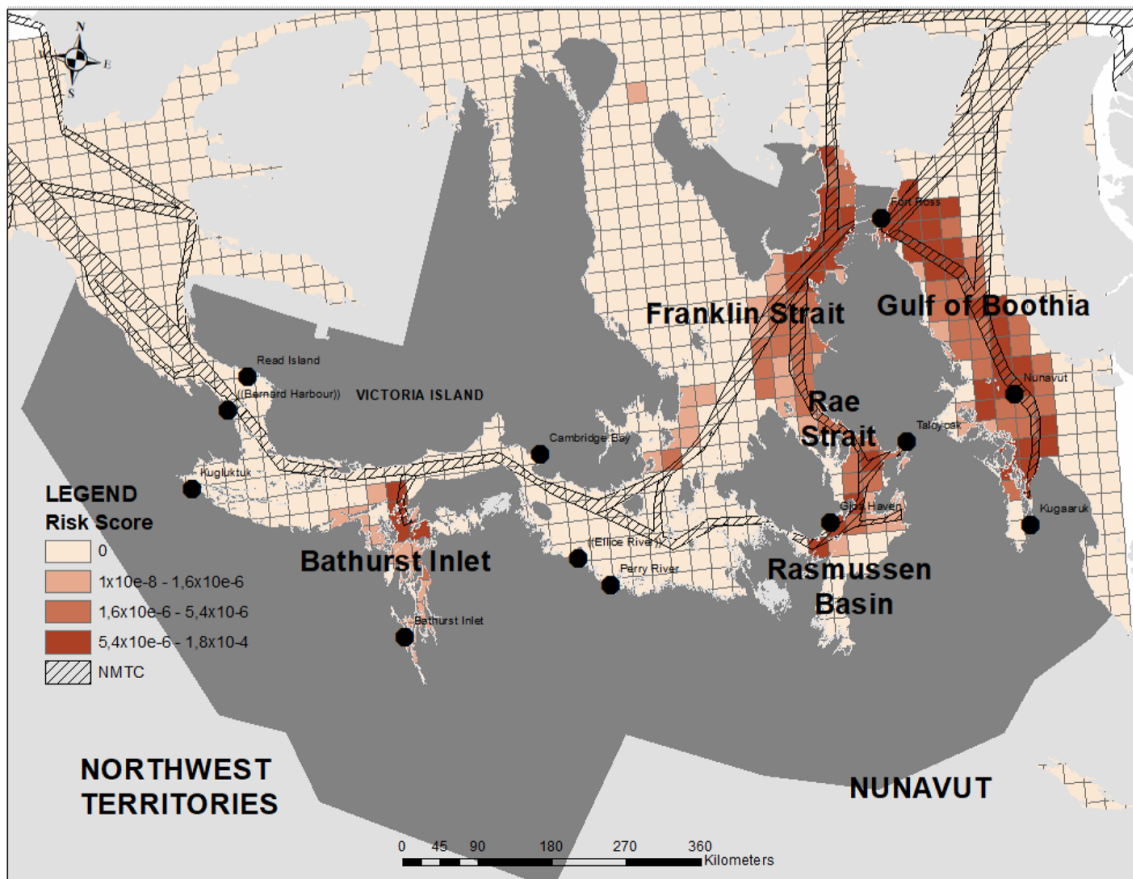 N
W
E
S
Fort Ross
Franklin Strait
Gulf of Boothia
Read Island
((Bernard Harbour))
VICTORIA ISLAND
Nunavut
Rae
Strait
Taloyoak
Cambridge Bay
Kugluktuk
LEGEND
Risk Score
0
1x10e-8 - 1,6x10e-6
1,6x10e-6 - 5,4x10-6
5,4x10e-6 - 1,8x10-4
NMTC
Gjoa Haven
Kugaaruk
((Ellice River))
Bathurst Inlet
Perry River
Rasmussen
Basin
Bathurst Inlet
NORTHWEST
TERRITORIES
NUNAVUT
0 45 90 180 270 360
Kilometers